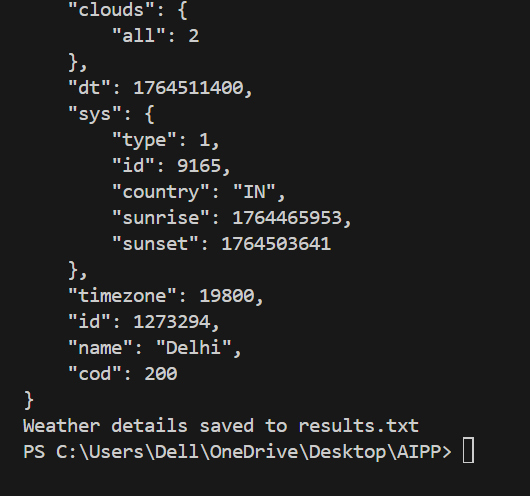 "clouds": {
"all": 2
},
"dt": 1764511400,
"sys": {
"type": 1,
"id": 9165,
"country": "IN",
"sunrise": 1764465953,
"sunset": 1764503641
},
"timezone": 19800,
"id": 1273294,
"name": "Delhi",
"cod": 200
}
Weather details saved to results.txt
PS C:\Users\Dell\OneDrive\Desktop\AIPP>